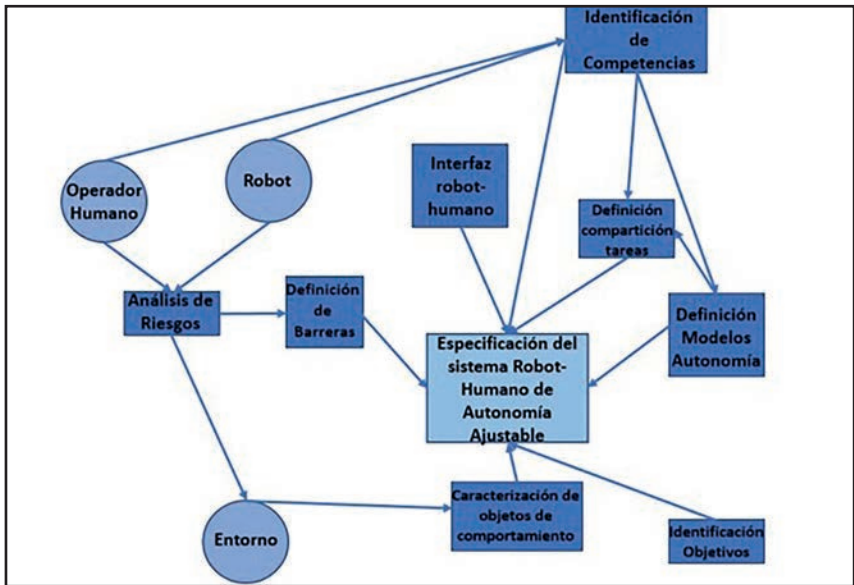 Identificación
de
Competencias
Operador
Humano
Robot
Interfaz
robot-
humano
Definición
compartición
tareas
Análisis de
Riesgos
Definición
de
Barreras
Definición
Modelos
Autonomía
Especificación del
sistema Robot-
Humano de
Autonomía
Ajustable
Entorno
Caracterización de
objetos de
comportamiento
Identificación
Objetivos